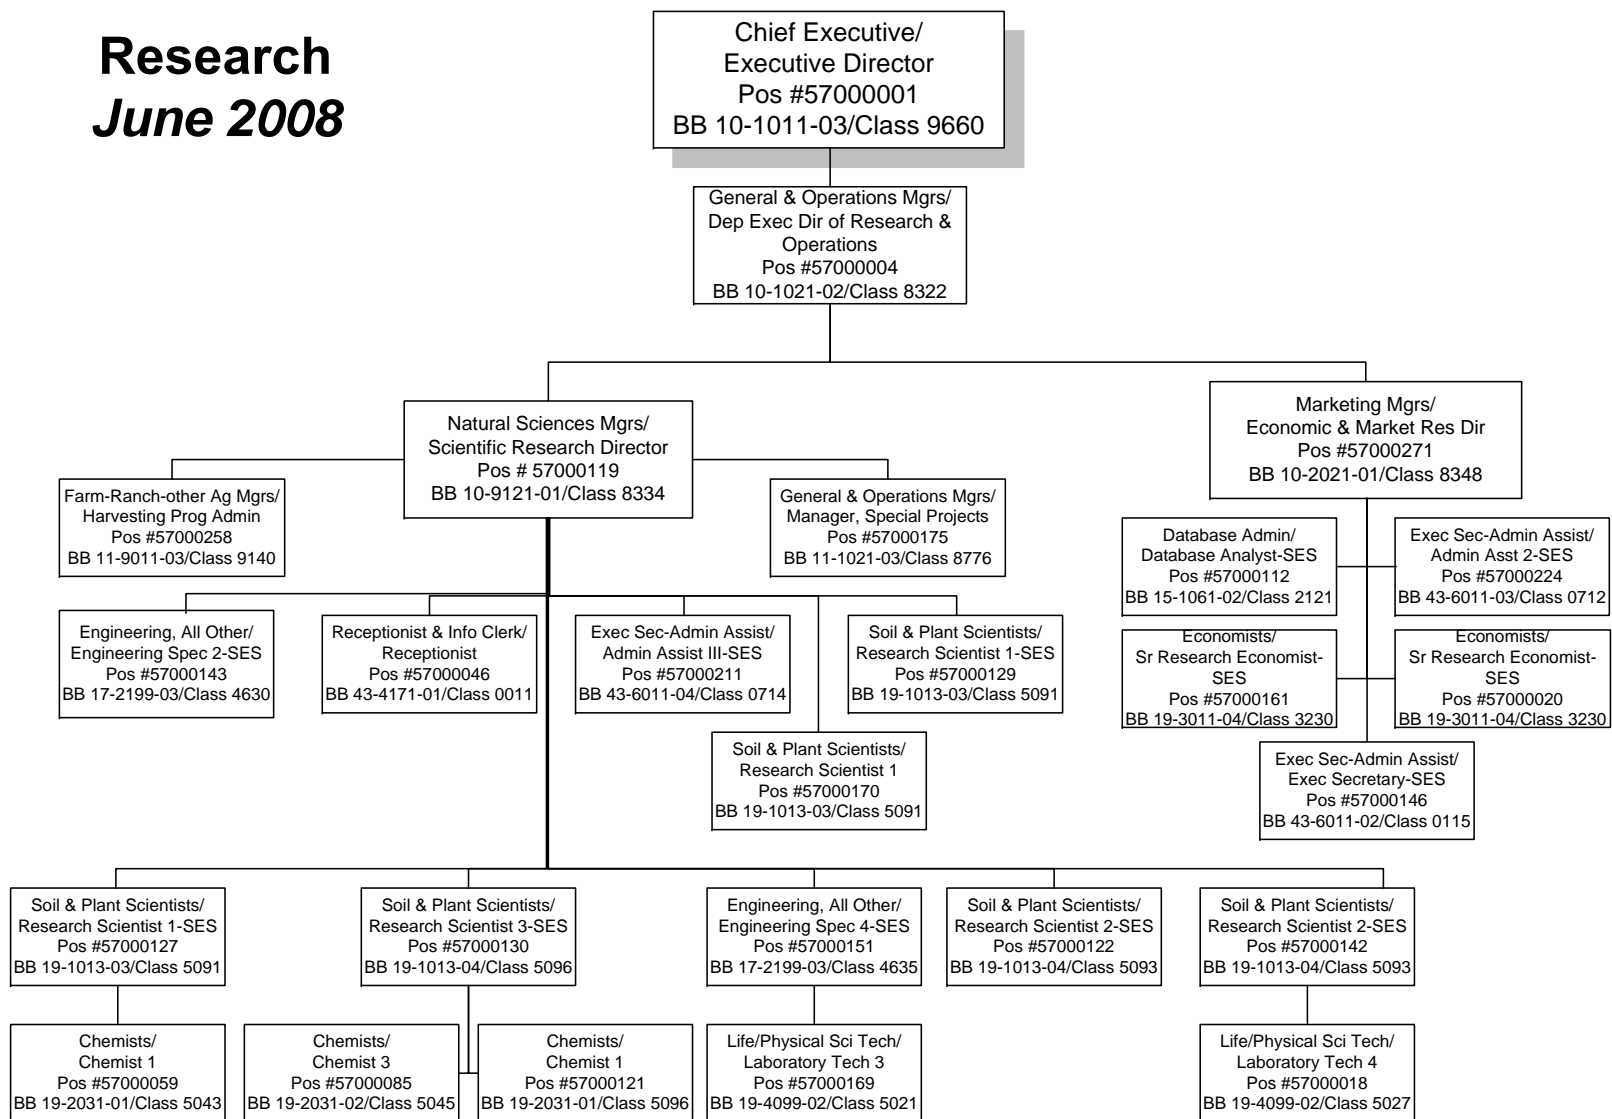 Research
June 2008
Chief Executive/
Executive Director
Pos #57000001
BB 10-1011-03/Class 9660
General & Operations Mgrs/
Dep Exec Dir of Research &
Operations
Pos #57000004
BB 10-1021-02/Class 8322
Natural Sciences Mgrs/
Scientific Research Director
Pos # 57000119
BB 10-9121-01/Class 8334
Marketing Mgrs/
Economic & Market Res Dir
Pos #57000271
BB 10-2021-01/Class 8348
Farm-Ranch-other Ag Mgrs/
Harvesting Prog Admin
Pos #57000258
BB 11-9011-03/Class 9140
General & Operations Mgrs/
Manager, Special Projects
Pos #57000175
BB 11-1021-03/Class 8776
Database Admin/
Database Analyst-SES
Pos #57000112
BB 15-1061-02/Class 2121
Exec Sec-Admin Assist/
Admin Asst 2-SES
Pos #57000224
BB 43-6011-03/Class 0712
Engineering, All Other/
Engineering Spec 2-SES
Pos #57000143
BB 17-2199-03/Class 4630
Receptionist & Info Clerk/
Receptionist
Pos #57000046
BB 43-4171-01/Class 0011
Exec Sec-Admin Assist/
Admin Assist III-SES
Pos #57000211
BB 43-6011-04/Class 0714
Soil & Plant Scientists/
Research Scientist 1-SES
Pos #57000129
BB 19-1013-03/Class 5091
Economists/
Sr Research Economist-
SES
Pos #57000161
BB 19-3011-04/Class 3230
Economists/
Sr Research Economist-
SES
Pos #57000020
BB 19-3011-04/Class 3230
Soil & Plant Scientists/
Research Scientist 1
Pos #57000170
BB 19-1013-03/Class 5091
Exec Sec-Admin Assist/
Exec Secretary-SES
Pos #57000146
BB 43-6011-02/Class 0115
Soil & Plant Scientists/
Research Scientist 1-SES
Pos #57000127
BB 19-1013-03/Class 5091
Soil & Plant Scientists/
Research Scientist 3-SES
Pos #57000130
BB 19-1013-04/Class 5096
Engineering, All Other/
Engineering Spec 4-SES
Pos #57000151
BB 17-2199-03/Class 4635
Soil & Plant Scientists/
Research Scientist 2-SES
Pos #57000122
BB 19-1013-04/Class 5093
Soil & Plant Scientists/
Research Scientist 2-SES
Pos #57000142
BB 19-1013-04/Class 5093
Chemists/
Chemist 1
Pos #57000059
BB 19-2031-01/Class 5043
Chemists/
Chemist 3
Pos #57000085
BB 19-2031-02/Class 5045
Chemists/
Chemist 1
Pos #57000121
BB 19-2031-01/Class 5096
Life/Physical Sci Tech/
Laboratory Tech 3
Pos #57000169
BB 19-4099-02/Class 5021
Life/Physical Sci Tech/
Laboratory Tech 4
Pos #57000018
BB 19-4099-02/Class 5027